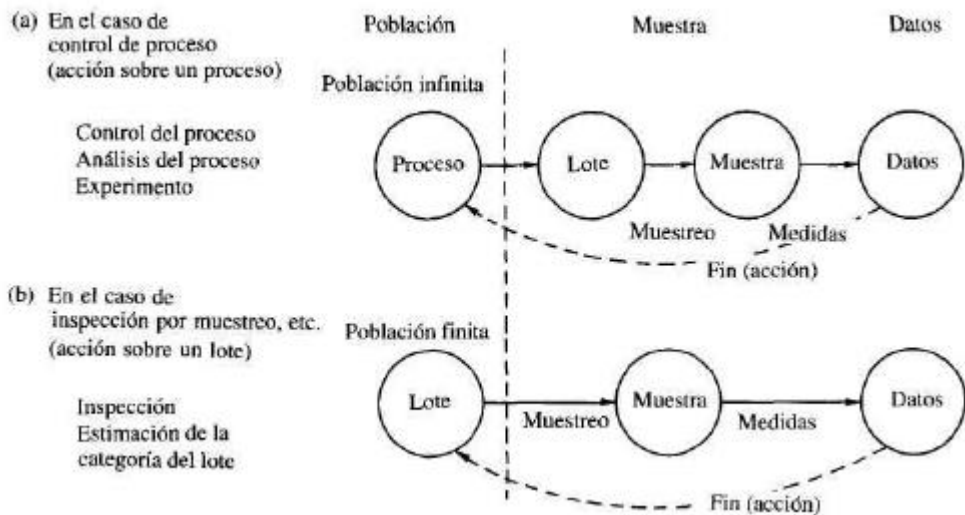 Población Muestra Datos
(a) En el caso de
control de proceso
(acción sobre un proceso)
Población infinita
Control del proceso
Análisis del proceso
Experimento
Proceso Lote Muestra Datos
Muestreo Medidas
Fin (acción)
(b) En el caso de
inspección por muestreo, etc.
(acción sobre un lote)
Población finita
Inspección
Estimación de la
categoría del lote
Lote Muestra Datos
Muestreo Medidas
Fin (acción)